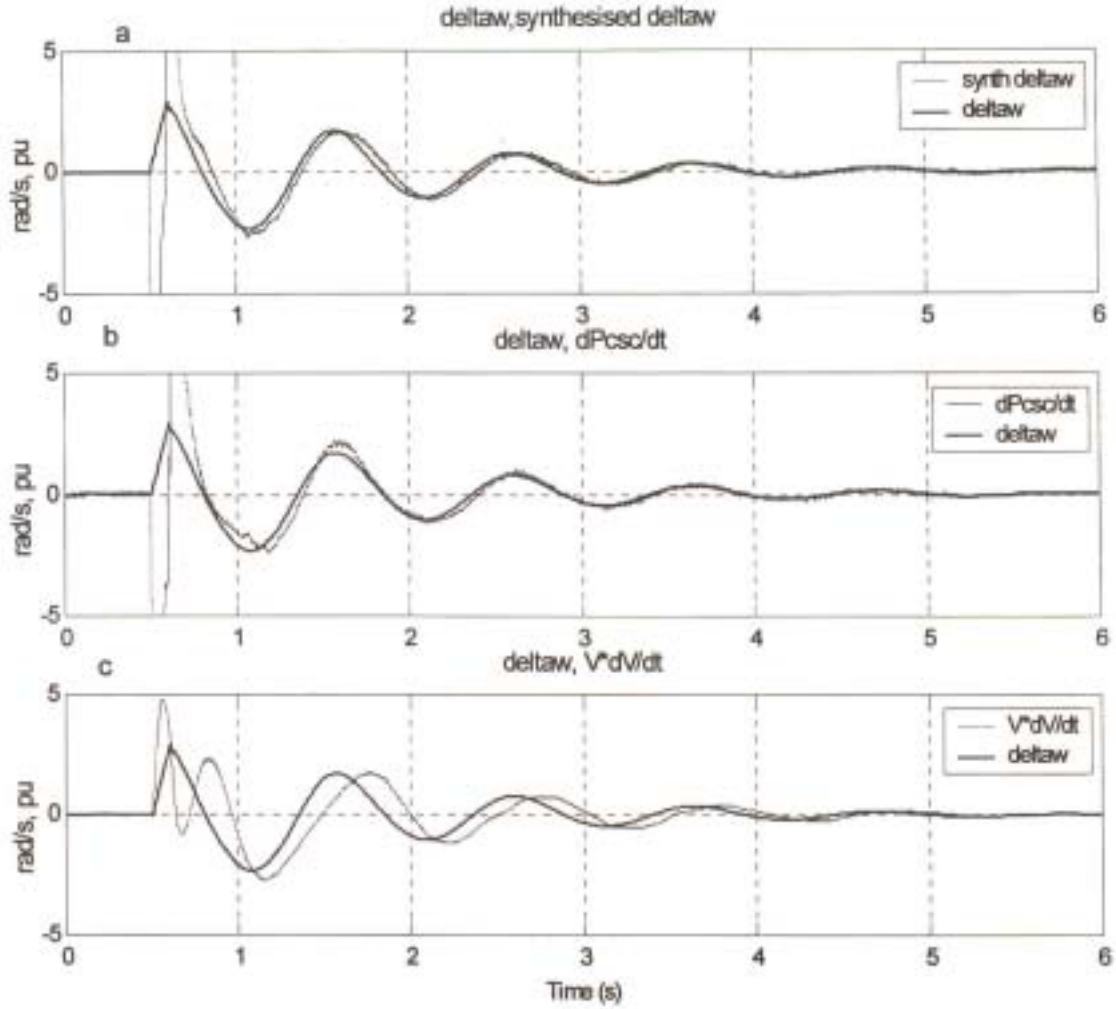 deltaw,synthesised deltaw
a
5
0
-5
rad/s, pu
synth deltaw
deltaw
0 1 2 3 4 5 6
b
deltaw, dPcsc/dt
5
0
-5
rad/s, pu
dPcsc/dt
deltaw
0 1 2 3 4 5 6
c
deltaw, V*dV/dt
5
0
-5
rad/s, pu
V*dV/dt
deltaw
0 1 2 3 4 5 6
Time (s)